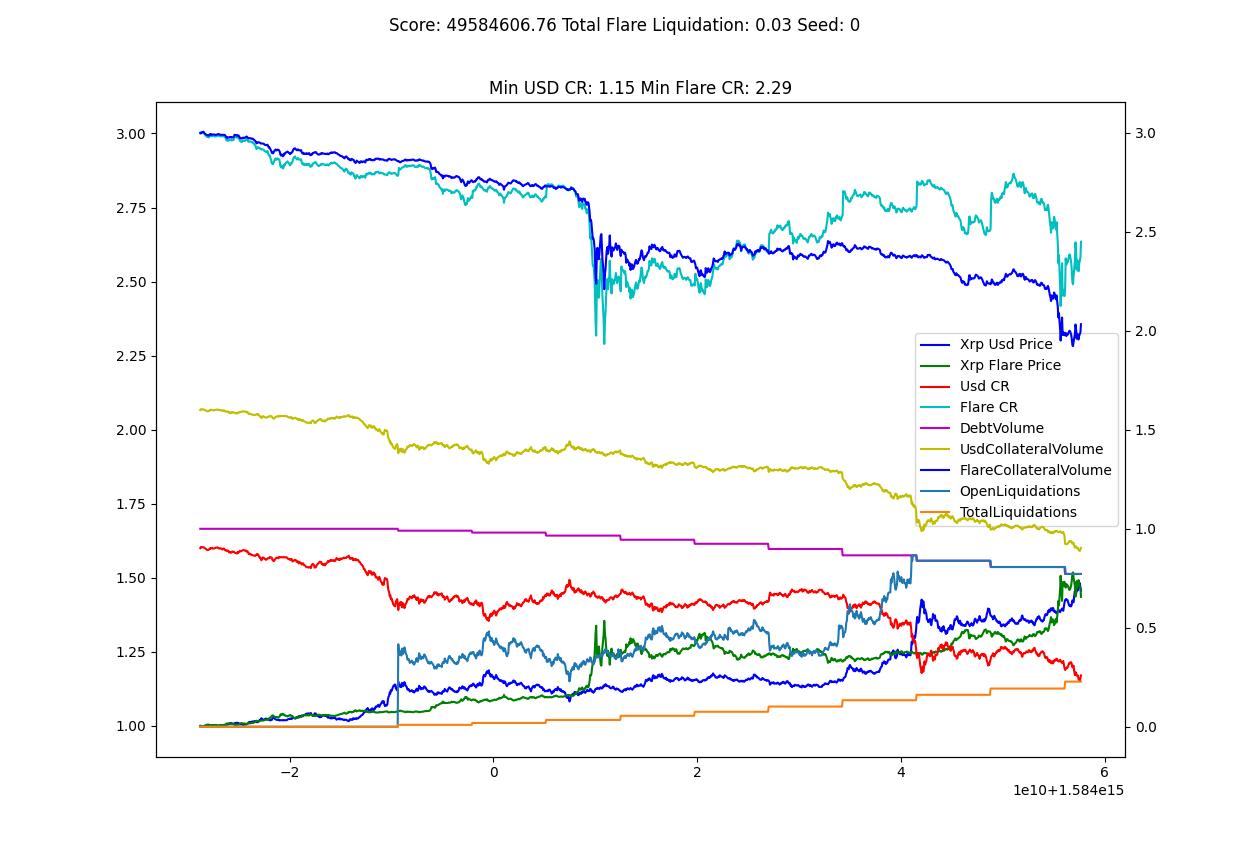 Score: 49584606.76 Total Flare Liquidation: 0.03 Seed: 0
Min USD CR: 1.15 Min Flare CR: 2.29
3.00
2.75
2.50
2.25
2.00
1.75
1.50
1.25
1.00
3.0
2.5
2.0
1.5
1.0
0.5
0.0
Xrp Usd Price
Xrp Flare Price
Usd CR
Flare CR
DebtVolume
UsdCollateralVolume
FlareCollateralVolume
OpenLiquidations
TotalLiquidations
−2 0 2 4 6
1e10+1.584e15